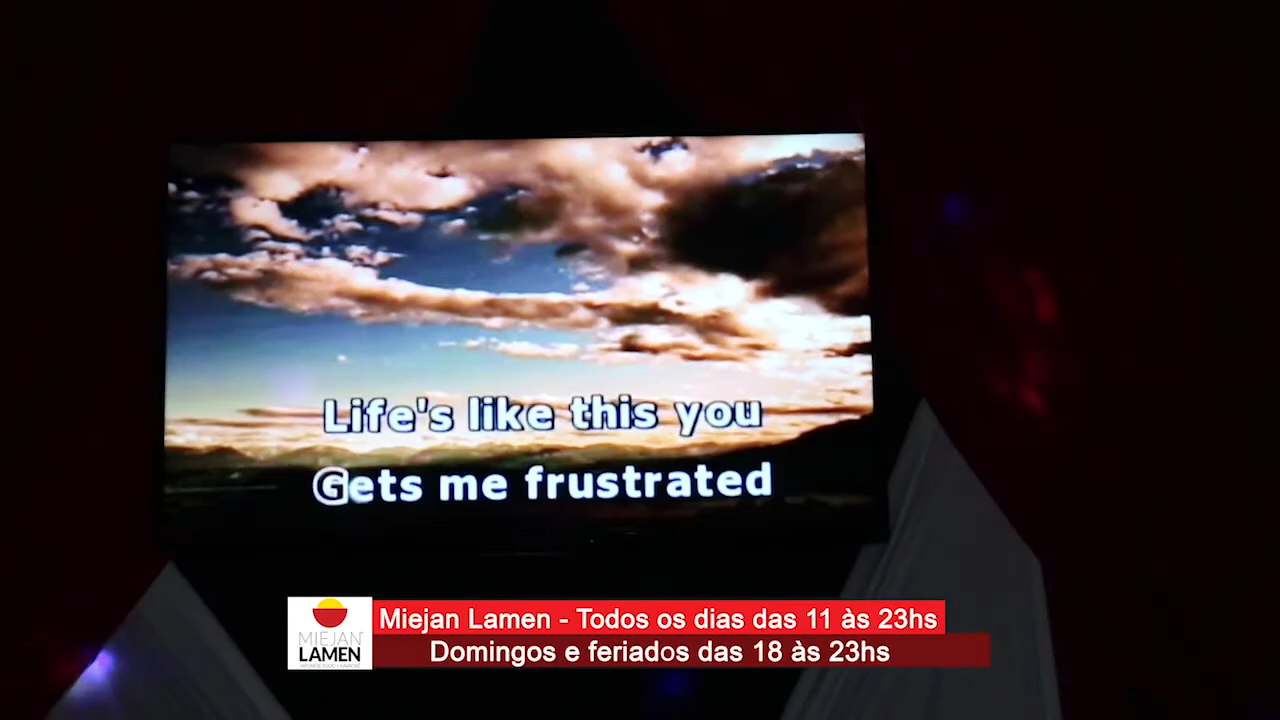 Life's like this you
Gets me frustrated
Miejan Lamen - Todos os dias das 11 às 23hs
Domingos e feriados das 18 às 23hs
MIEJAN
LAMEN